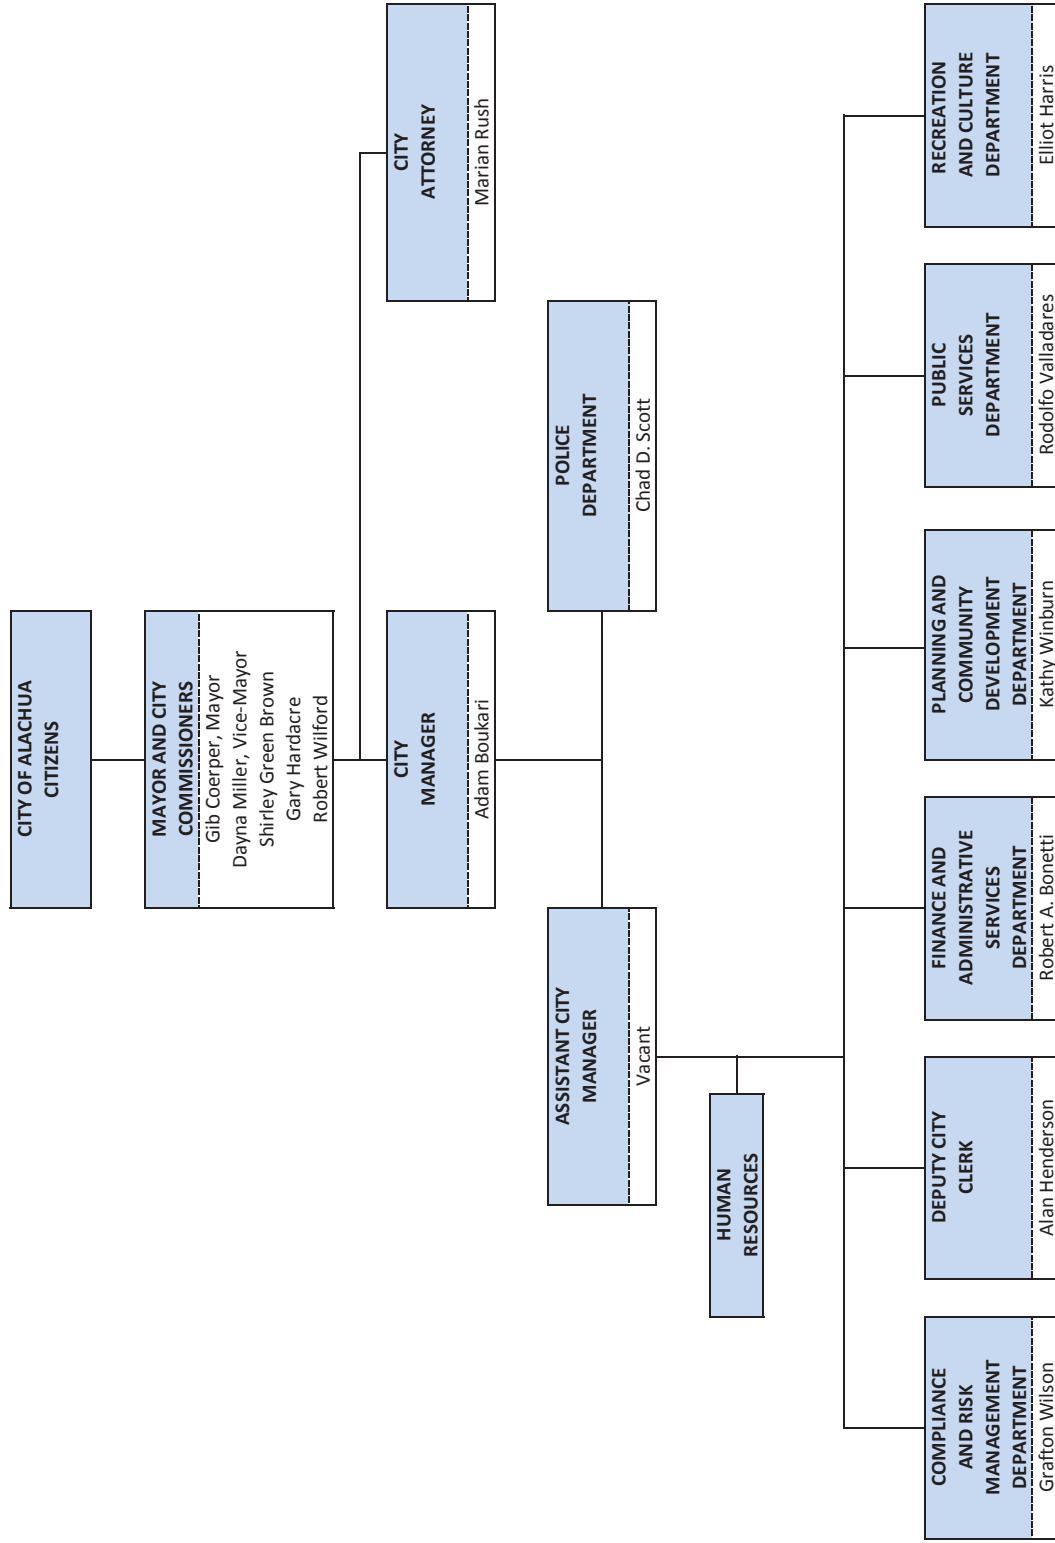 CITY OF ALACHUA
CITIZENS
MAYOR AND CITY
COMMISSIONERS
Gib Coerper, Mayor
Dayna Miller, Vice-Mayor
Shirley Green Brown
Gary Hardacre
Robert Wilford
CITY
MANAGER
Adam Boukari
CITY
ATTORNEY
Marian Rush
ASSISTANT CITY
MANAGER
Vacant
POLICE
DEPARTMENT
Chad D. Scott
HUMAN
RESOURCES
COMPLIANCE
AND RISK
MANAGEMENT
DEPARTMENT
Grafton Wilson
DEPUTY CITY
CLERK
Alan Henderson
FINANCE AND
ADMINISTRATIVE
SERVICES
DEPARTMENT
Robert A. Bonetti
PLANNING AND
COMMUNITY
DEVELOPMENT
DEPARTMENT
Kathy Winburn
PUBLIC
SERVICES
DEPARTMENT
Rodolfo Valladares
RECREATION
AND CULTURE
DEPARTMENT
Elliot Harris